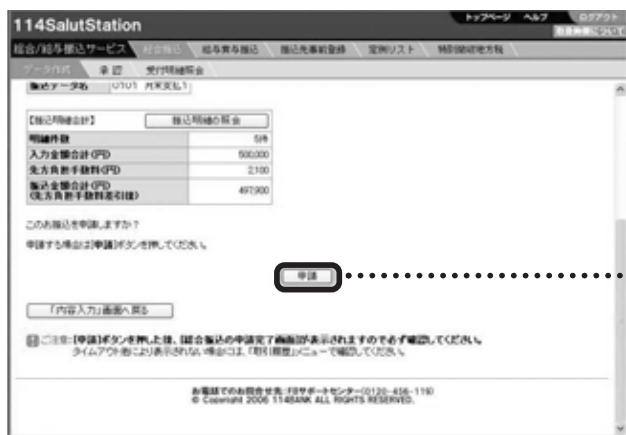 114SalutStation
トップページ ヘルプ ログアウト
総合/給与振込サービス 総合振込 給与賞与振込 振込先事前登録 定例リスト 特別徴収地方税
データ作成 承認 受付明細照会
振込データ名 0101 月末支払1
【振込明細合計】 振込明細の照会
明細件数 5件
入力金額合計(円) 500,000
先方負担手数料(円) 2,100
振込金額合計(円)
(先方負担手数料差引後) 497,900
このお振込を申請しますか?
申請する場合は[申請]ボタンを押してください。
申請
「内容入力」画面へ戻る
ご注意:[申請]ボタンを押した後、[総合振込の申請完了画面]が表示されますので必ず確認してください。
タイムアウト他により表示されない場合には、「取引履歴」メニューで確認してください。
お電話でのお問合せ先:FBサポートセンター(0120-456-119)
© Copyright 2006 114BANK ALL RIGHTS RESERVED.